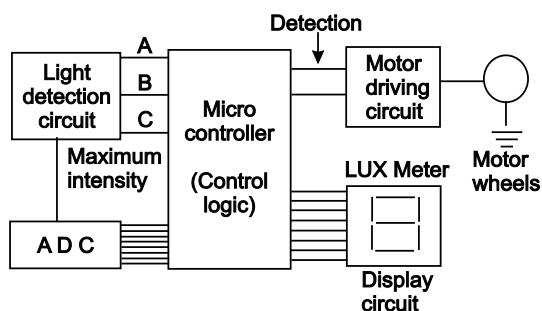 Detection
A
Light
detection
circuit
B
C
Micro
controller
(Control
logic)
Motor
driving
circuit
Maximum
intensity
Motor
wheels
LUX Meter
A D C
Display
circuit